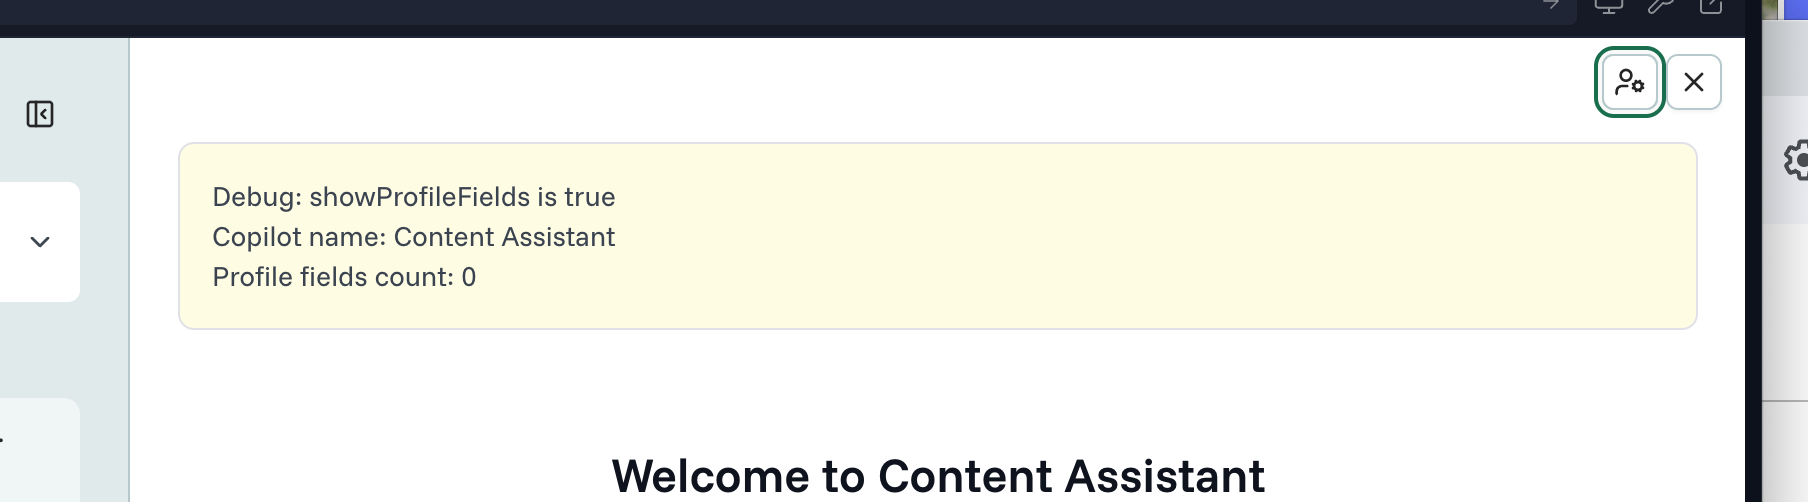 Debug: showProfileFields is true
Copilot name: Content Assistant
Profile fields count: 0
Welcome to Content Assistant